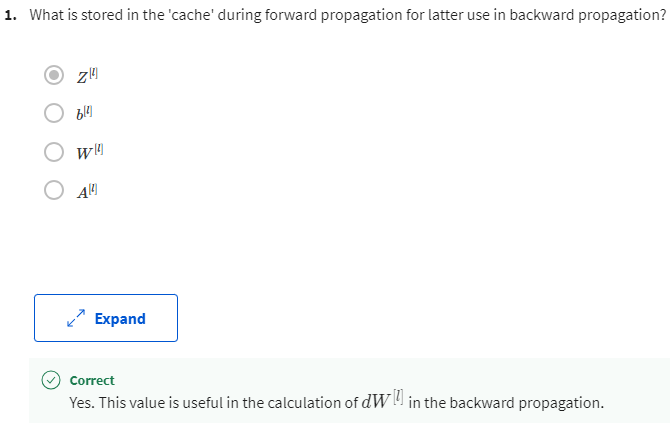 1. What is stored in the 'cache' during forward propagation for latter use in backward propagation?
Z[l]
b[l]
W[l]
A[l]
Expand
Correct
Yes. This value is useful in the calculation of dW[l] in the backward propagation.